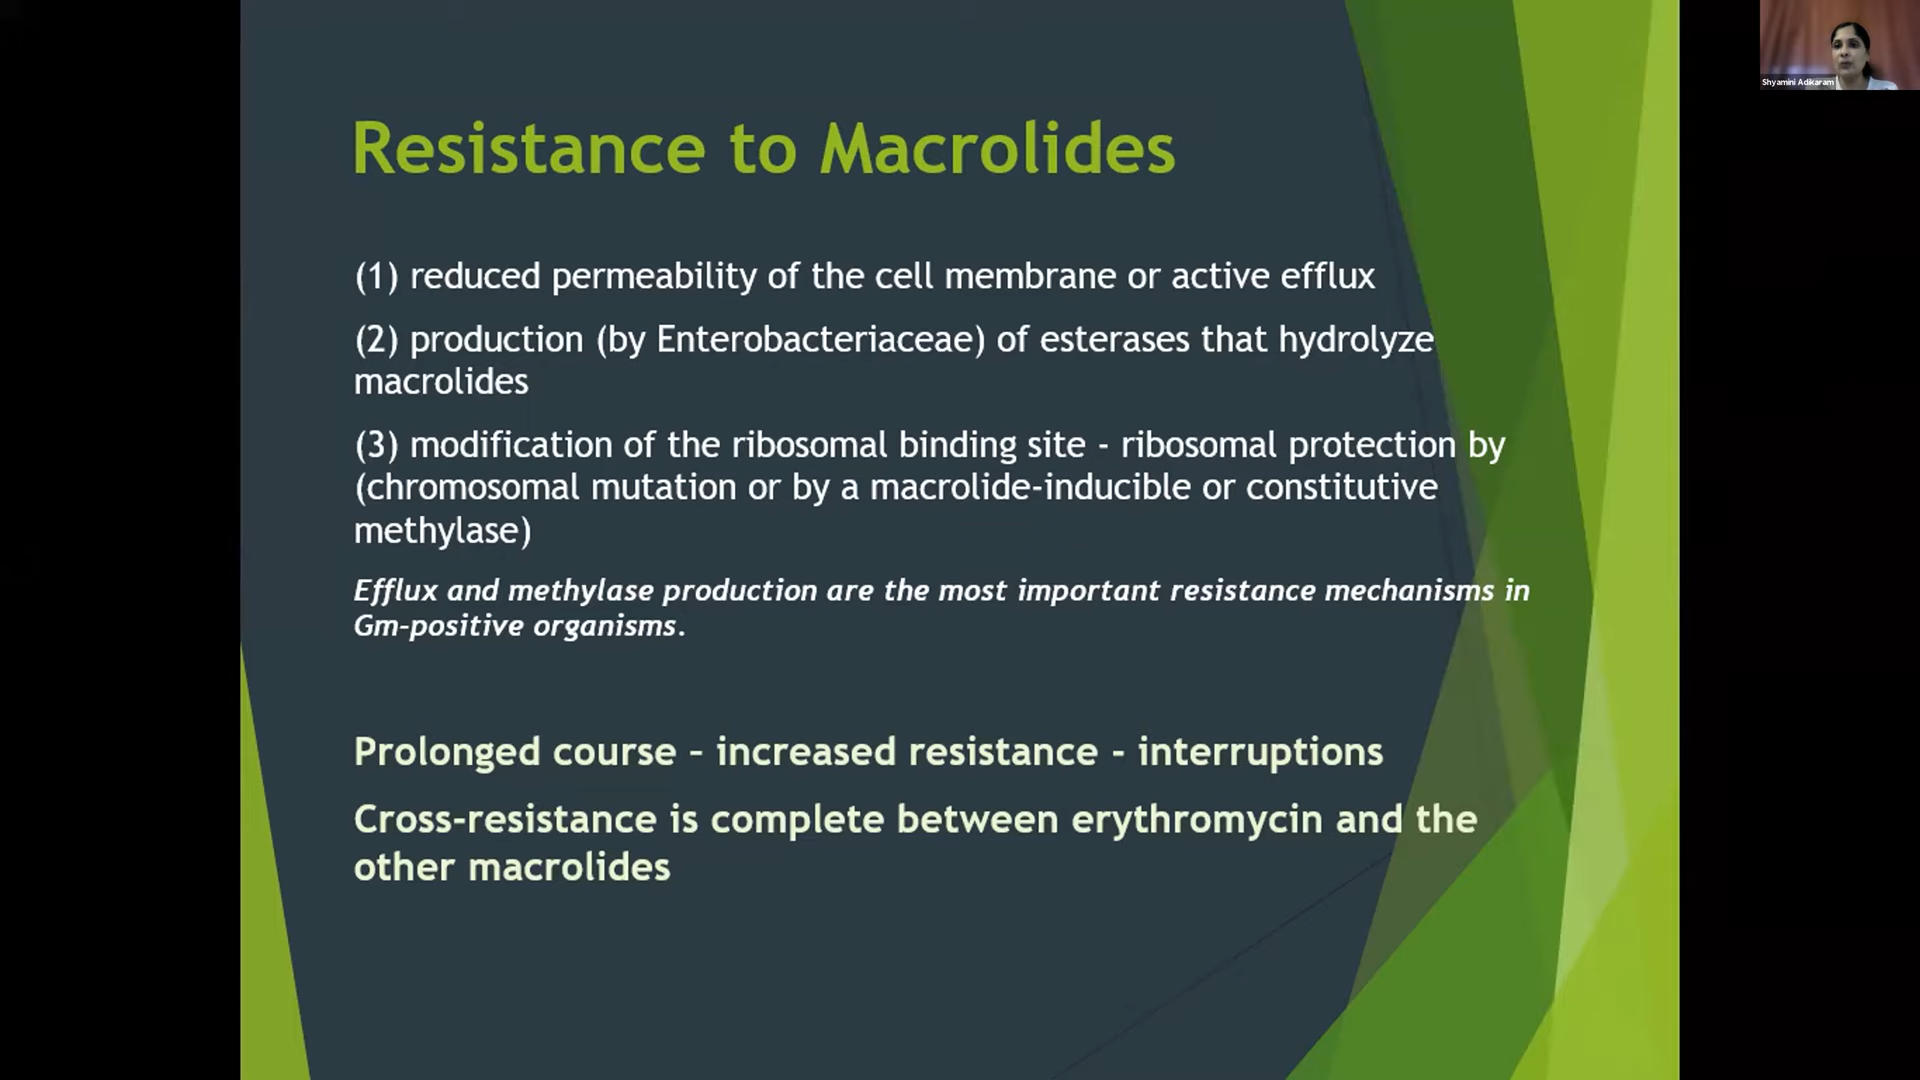 Shyamini Adikaram
Resistance to Macrolides
(1) reduced permeability of the cell membrane or active efflux
(2) production (by Enterobacteriaceae) of esterases that hydrolyze
macrolides
(3) modification of the ribosomal binding site - ribosomal protection by
(chromosomal mutation or by a macrolide-inducible or constitutive
methylase)
Efflux and methylase production are the most important resistance mechanisms in
Gm-positive organisms.
Prolonged course – increased resistance - interruptions
Cross-resistance is complete between erythromycin and the
other macrolides